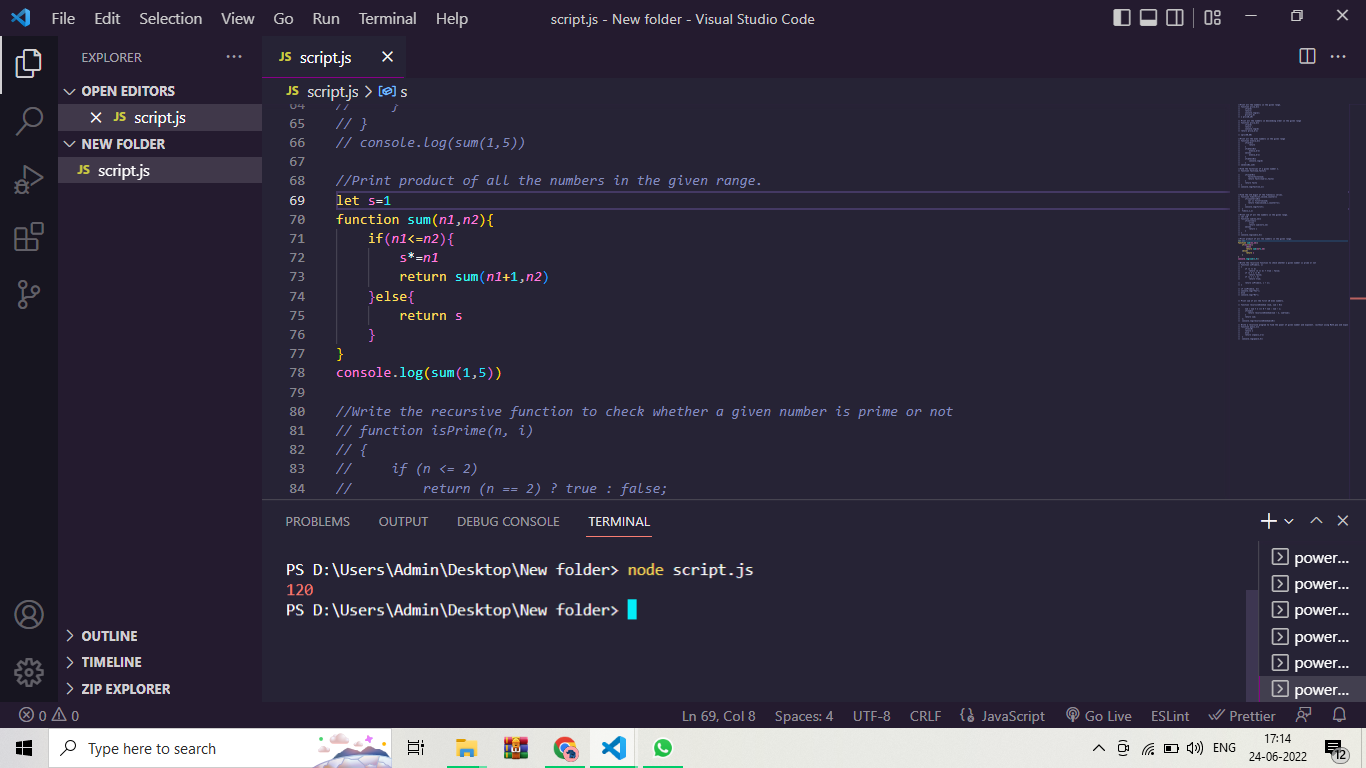 File Edit Selection View Go Run Terminal Help script.js - New folder - Visual Studio Code
EXPLORER
OPEN EDITORS
JS script.js
NEW FOLDER
JS script.js
OUTLINE
TIMELINE
ZIP EXPLORER
JS script.js
JS script.js > s
64 //     }
65 // }
66 // console.log(sum(1,5))
67
68 //Print product of all the numbers in the given range.
69 let s=1
70 function sum(n1,n2){
71     if(n1<=n2){
72         s*=n1
73         return sum(n1+1,n2)
74     }else{
75         return s
76     }
77 }
78 console.log(sum(1,5))
79
80 //Write the recursive function to check whether a given number is prime or not
81 // function isPrime(n, i)
82 // {
83 //     if (n <= 2)
84 //         return (n == 2) ? true : false;
PROBLEMS OUTPUT DEBUG CONSOLE TERMINAL
PS D:\Users\Admin\Desktop\New folder> node script.js
120
PS D:\Users\Admin\Desktop\New folder>
power...
power...
power...
power...
power...
power...
0 0 Ln 69, Col 8 Spaces: 4 UTF-8 CRLF JavaScript Go Live ESLint Prettier
Type here to search
ENG
17:14
24-06-2022
12